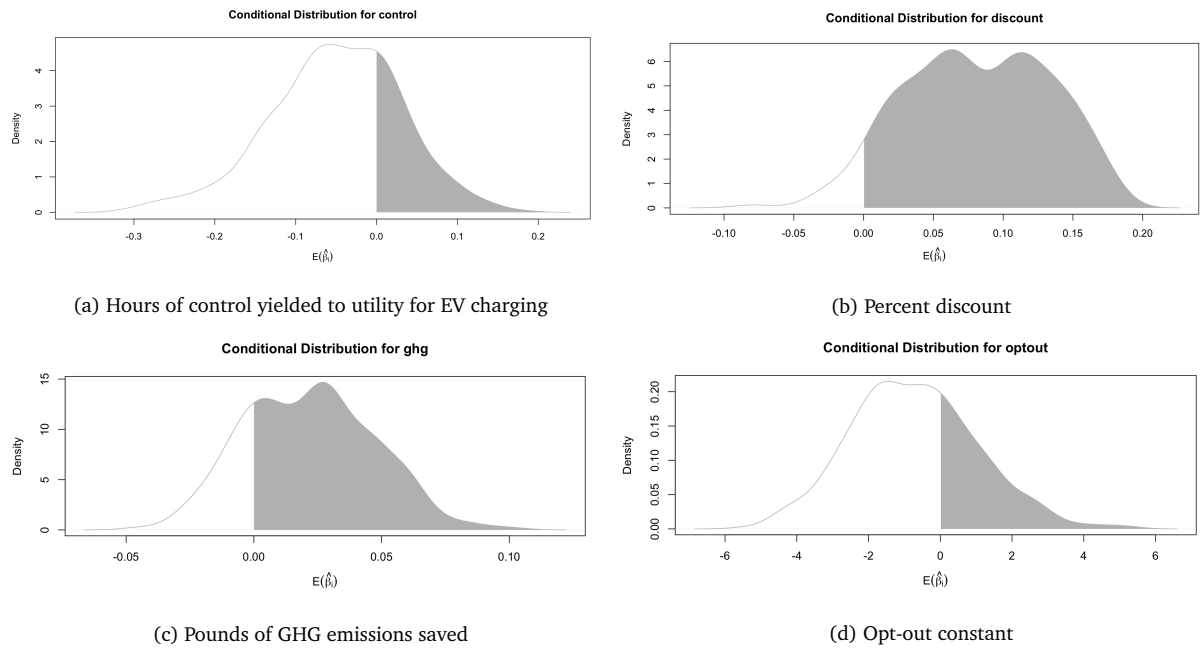 Conditional Distribution for control
Density
4
3
2
1
0
-0.3 -0.2 -0.1 0.0 0.1 0.2
E(β̂ᵢ)
(a) Hours of control yielded to utility for EV charging
Conditional Distribution for discount
Density
6
5
4
3
2
1
0
-0.10 -0.05 0.00 0.05 0.10 0.15 0.20
E(β̂ᵢ)
(b) Percent discount
Conditional Distribution for ghg
Density
15
10
5
0
-0.05 0.00 0.05 0.10
E(β̂ᵢ)
(c) Pounds of GHG emissions saved
Conditional Distribution for optout
Density
0.20
0.15
0.10
0.05
0.00
-6 -4 -2 0 2 4 6
E(β̂ᵢ)
(d) Opt-out constant